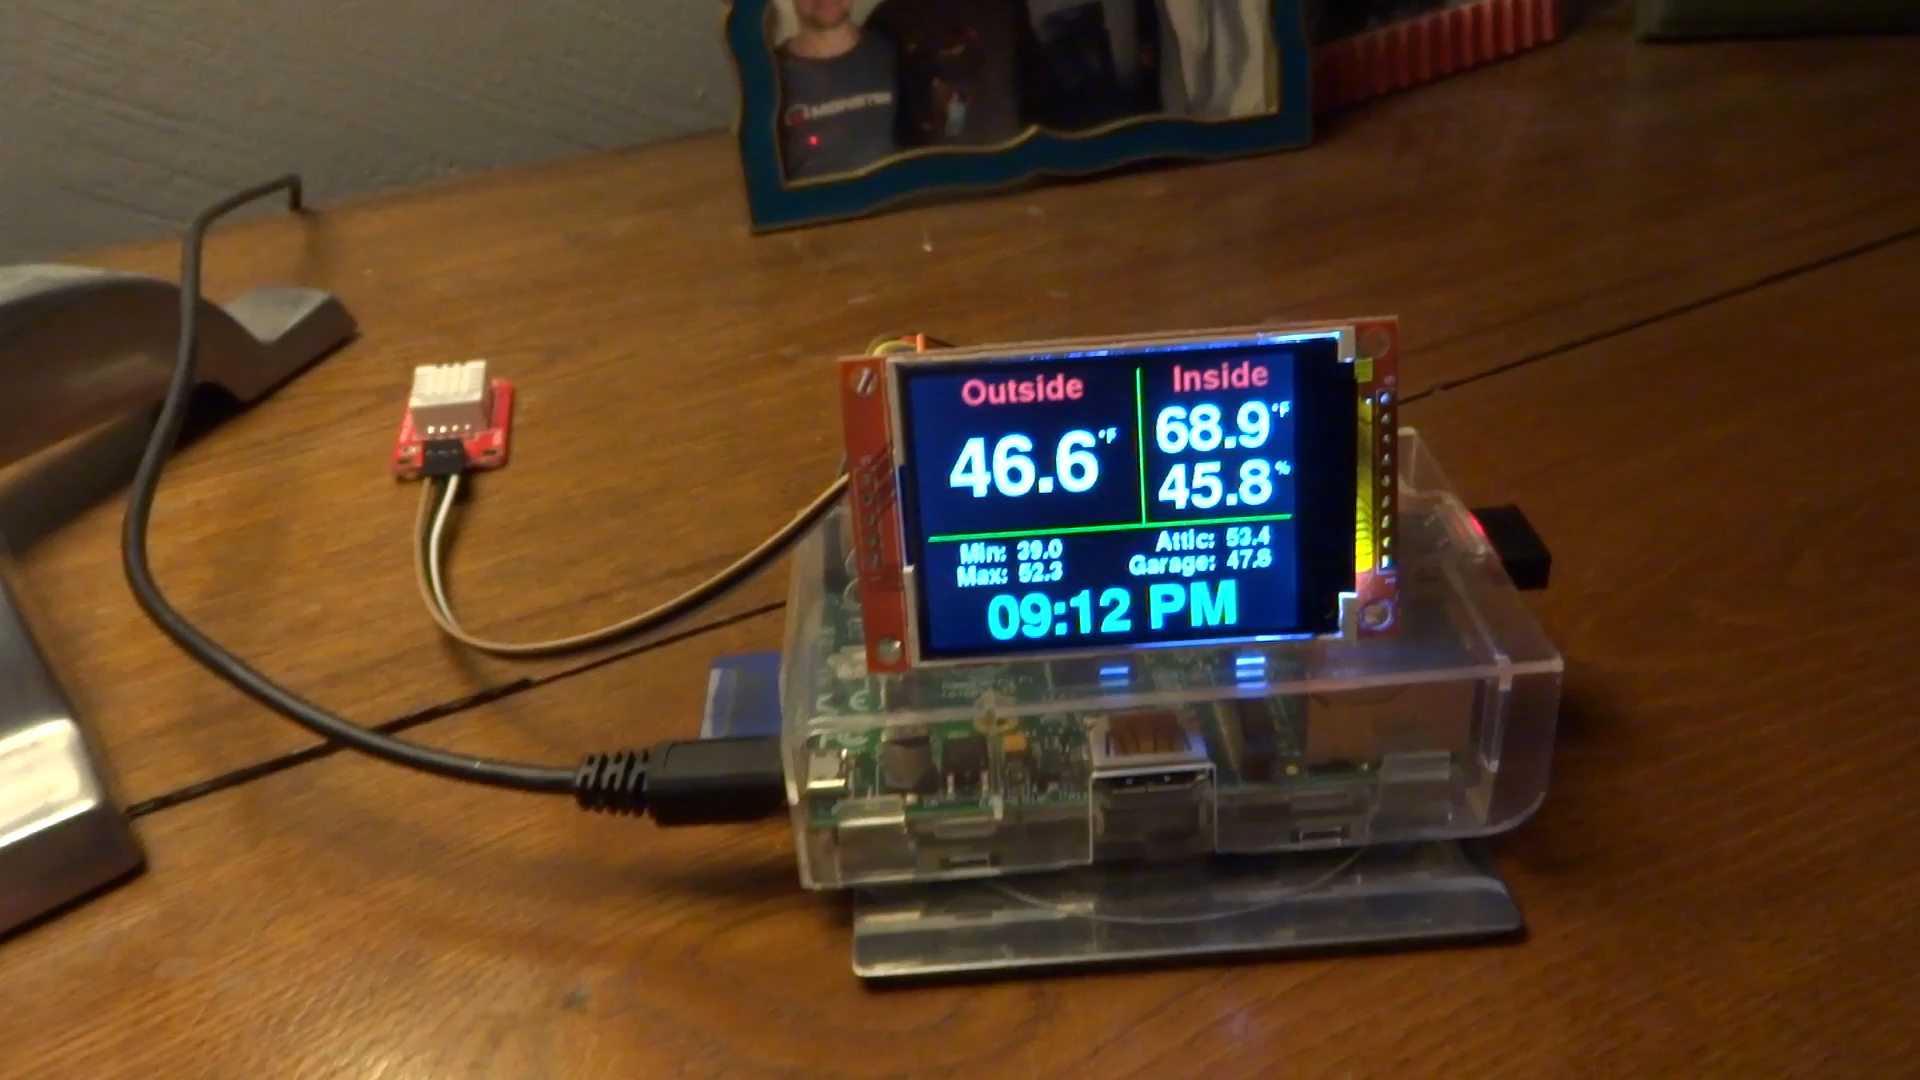 MONSTER
Outside
46.6°F
Inside
68.9°F
45.8%
Min: 39.0
Max: 52.3
Attic: 53.4
Garage: 47.8
09:12 PM